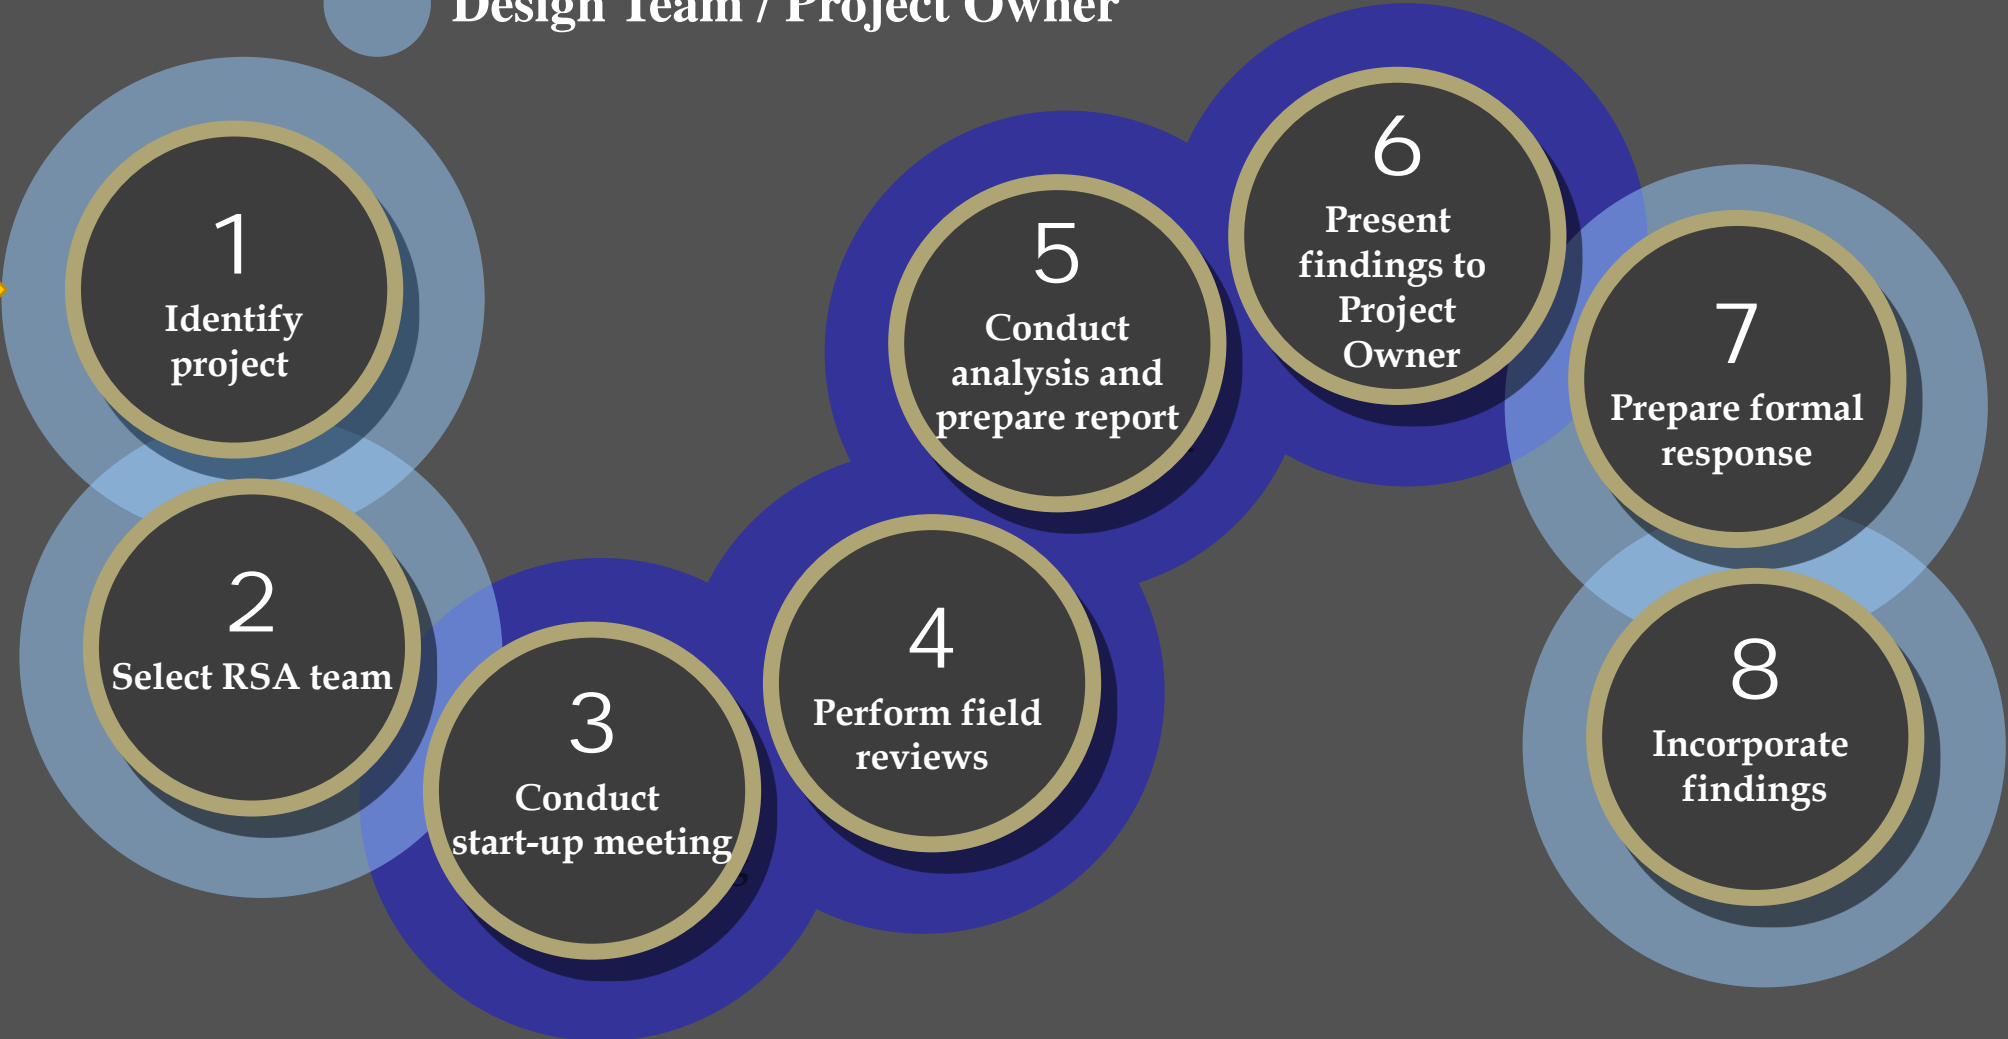 Design Team / Project Owner
1
Identify
project
2
Select RSA team
3
Conduct
start-up meeting
4
Perform field
reviews
5
Conduct
analysis and
prepare report
6
Present
findings to
Project
Owner
7
Prepare formal
response
8
Incorporate
findings